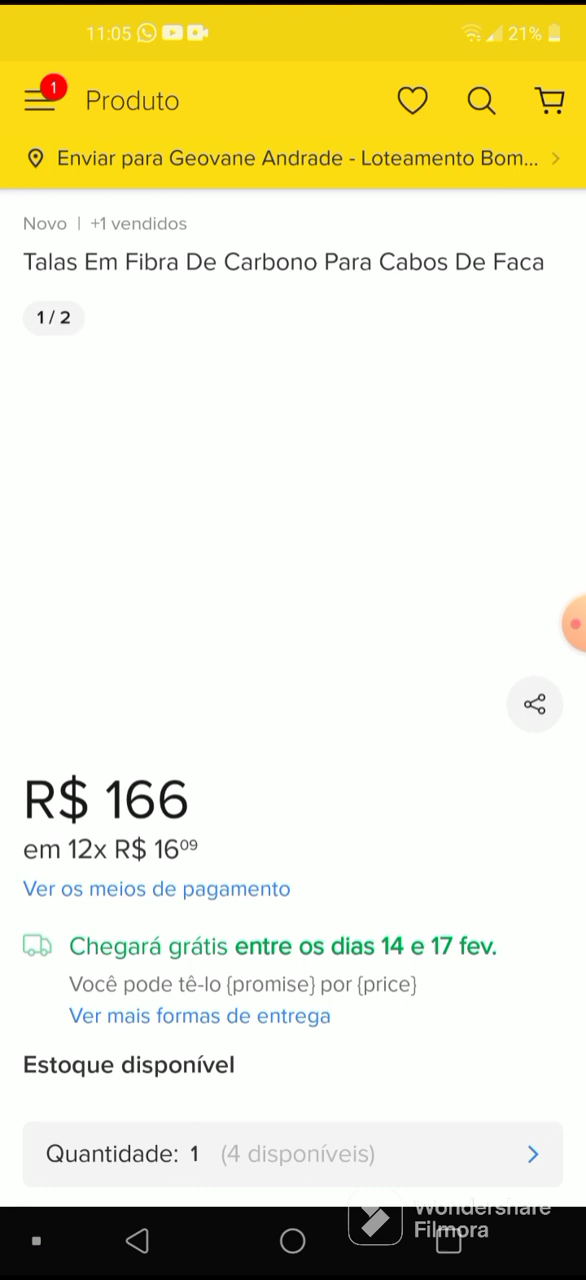 11:05 21%
1
Produto
Enviar para Geovane Andrade - Loteamento Bom...
Novo | +1 vendidos
Talas Em Fibra De Carbono Para Cabos De Faca
1 / 2
R$ 166
em 12x R$ 16⁰⁹
Ver os meios de pagamento
Chegará grátis entre os dias 14 e 17 fev.
Você pode tê-lo {promise} por {price}
Ver mais formas de entrega
Estoque disponível
Quantidade: 1 (4 disponíveis)
Wondershare
Filmora